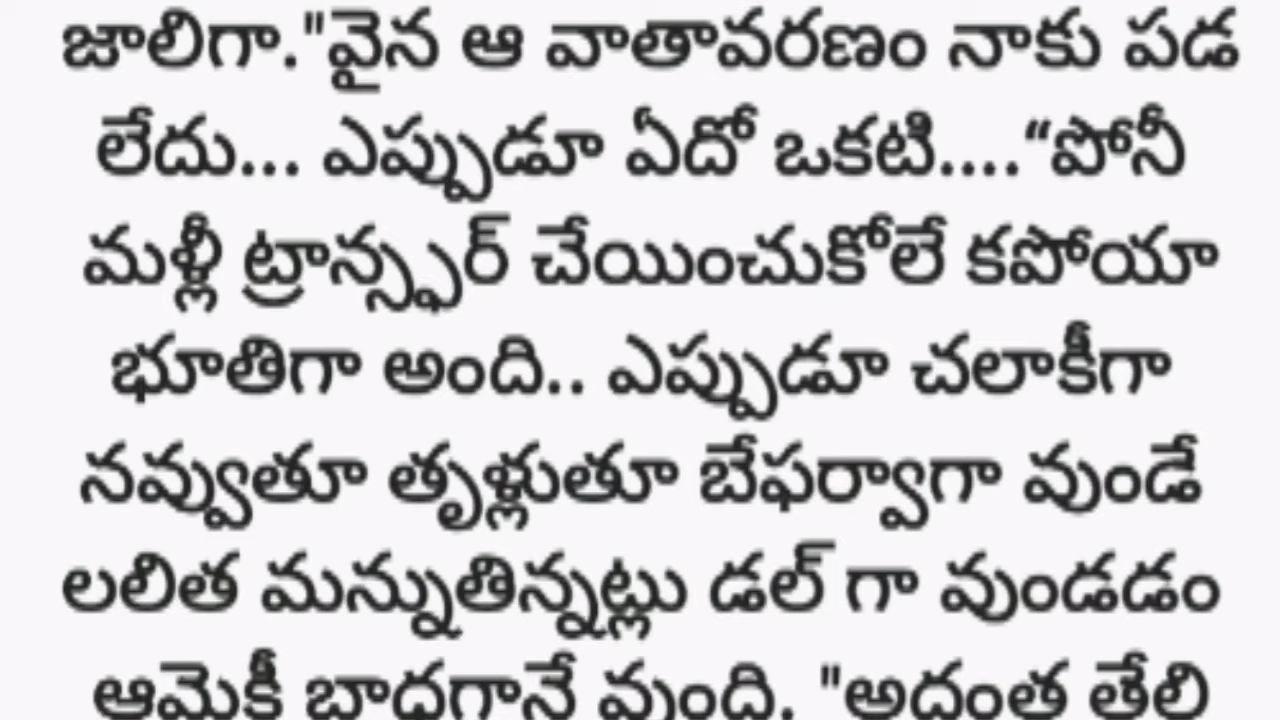 జాలిగా."వైన ఆ వాతావరణం నాకు పడ
లేదు... ఎప్పుడూ ఏదో ఒకటి....“పోనీ
మళ్లీ ట్రాన్స్ఫర్ చేయించుకోలే కపోయా
భూతిగా అంది.. ఎప్పుడూ చలాకీగా
నవ్వుతూ తృళ్లుతూ బేఫర్వాగా వుండే
లలిత మన్నుతిన్నట్లు డల్ గా వుండడం
ఆమెకీ బాధగానే వుంది. "అదంత తేలి